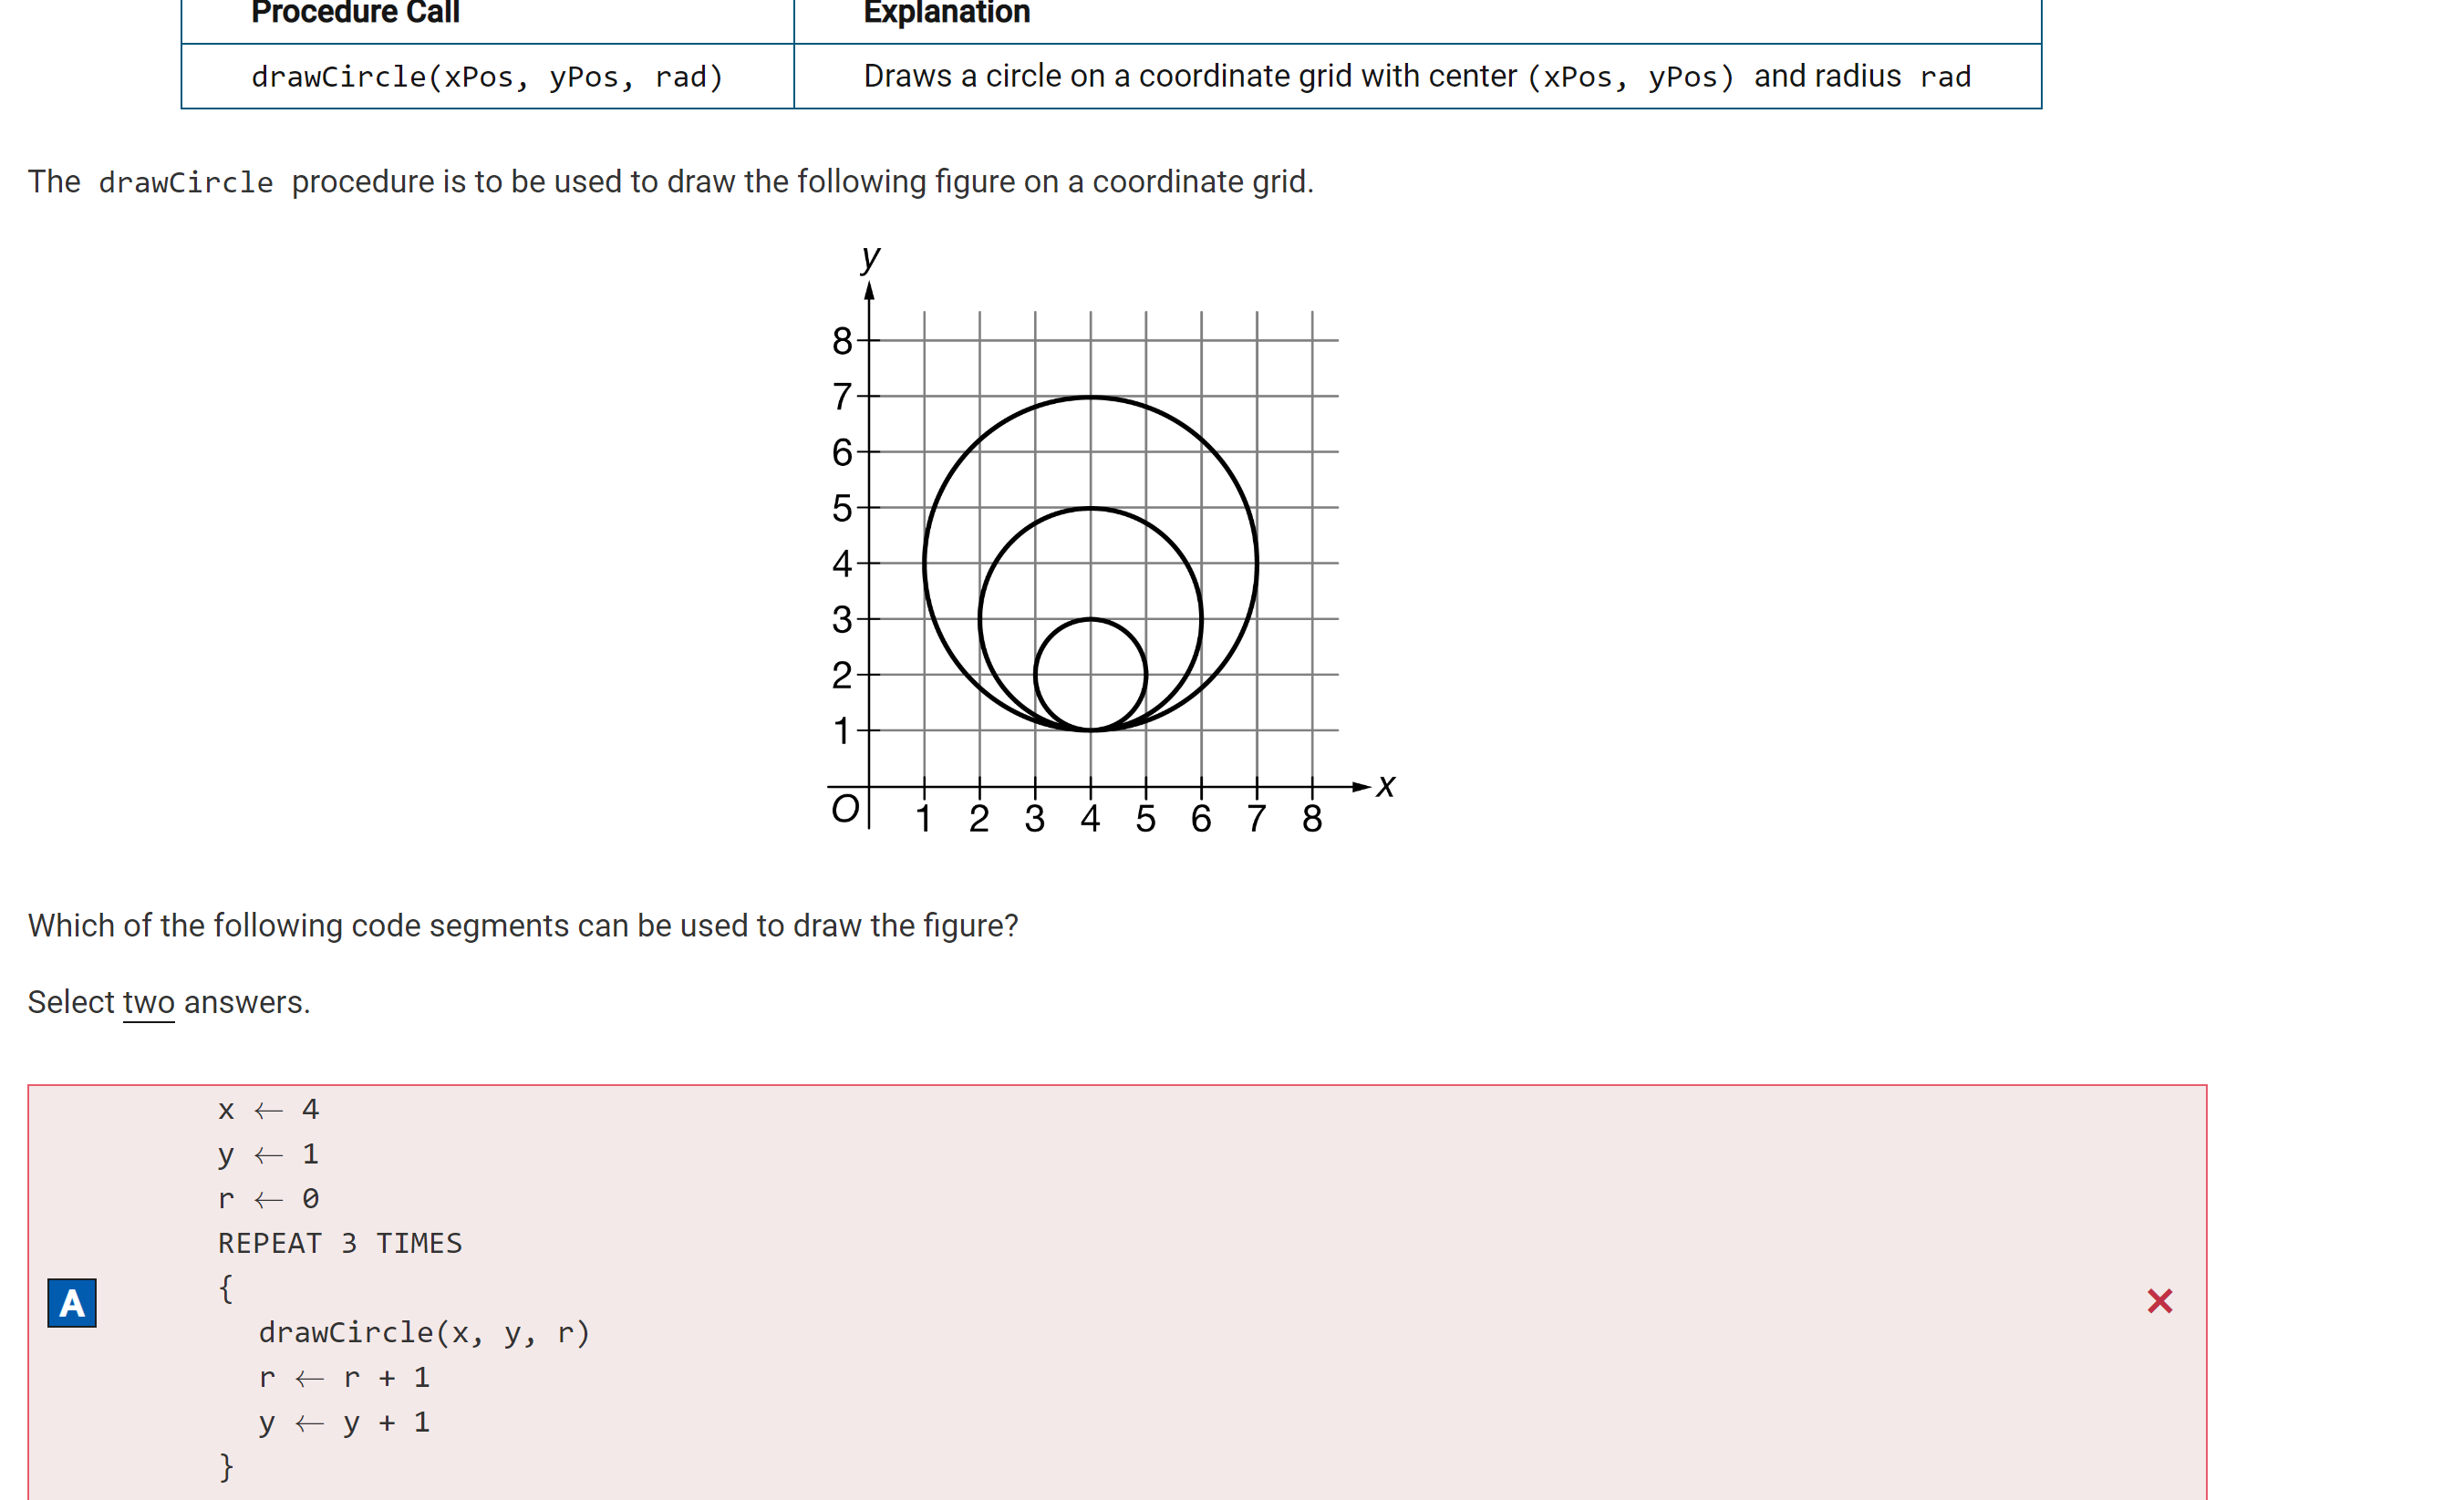 Procedure Call Explanation
drawCircle(xPos, yPos, rad) Draws a circle on a coordinate grid with center (xPos, yPos) and radius rad
The drawCircle procedure is to be used to draw the following figure on a coordinate grid.
y
8
7
6
5
4
3
2
1
x
O 1 2 3 4 5 6 7 8
Which of the following code segments can be used to draw the figure?
Select two answers.
x ← 4
y ← 1
r ← 0
REPEAT 3 TIMES
{
A
drawCircle(x, y, r)
r ← r + 1
y ← y + 1
}